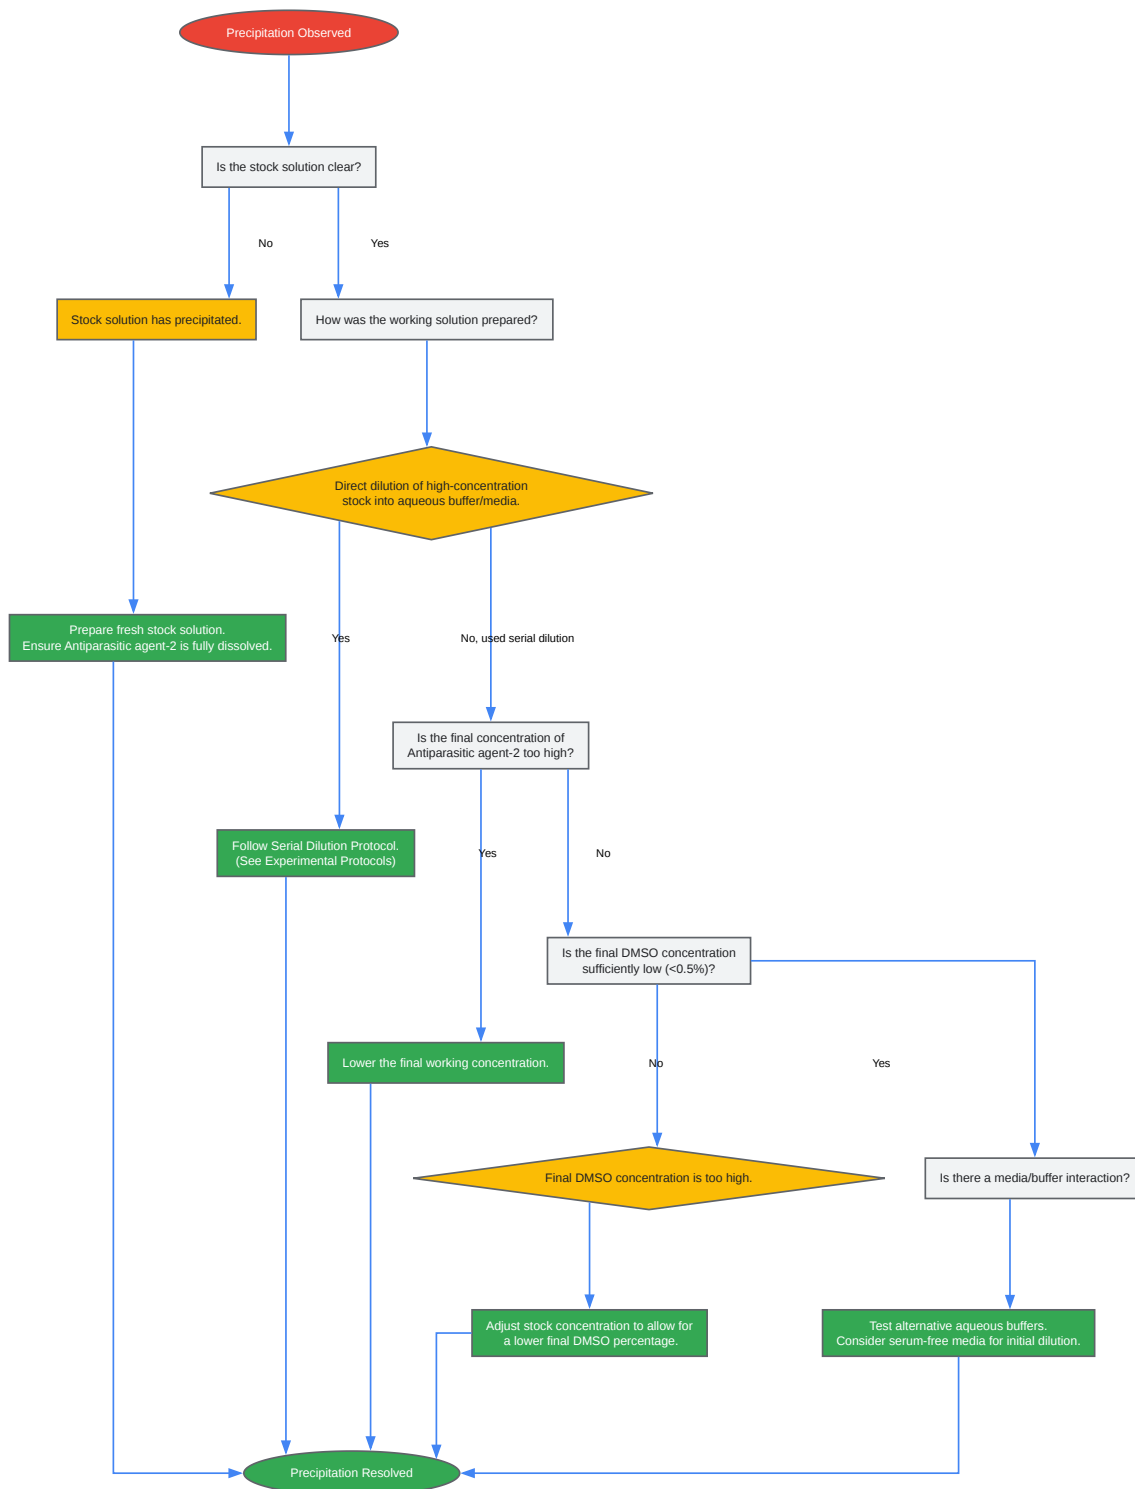 Precipitation Observed
Is the stock solution clear?
No
Yes
Stock solution has precipitated.
How was the working solution prepared?
Direct dilution of high-concentration
stock into aqueous buffer/media.
Prepare fresh stock solution.
Ensure Antiparasitic agent-2 is fully dissolved.
Yes
No, used serial dilution
Is the final concentration of
Antiparasitic agent-2 too high?
Follow Serial Dilution Protocol.
(See Experimental Protocols)
Yes
No
Is the final DMSO concentration
sufficiently low (<0.5%)?
Lower the final working concentration.
No
Yes
Final DMSO concentration is too high.
Is there a media/buffer interaction?
Adjust stock concentration to allow for
a lower final DMSO percentage.
Test alternative aqueous buffers.
Consider serum-free media for initial dilution.
Precipitation Resolved